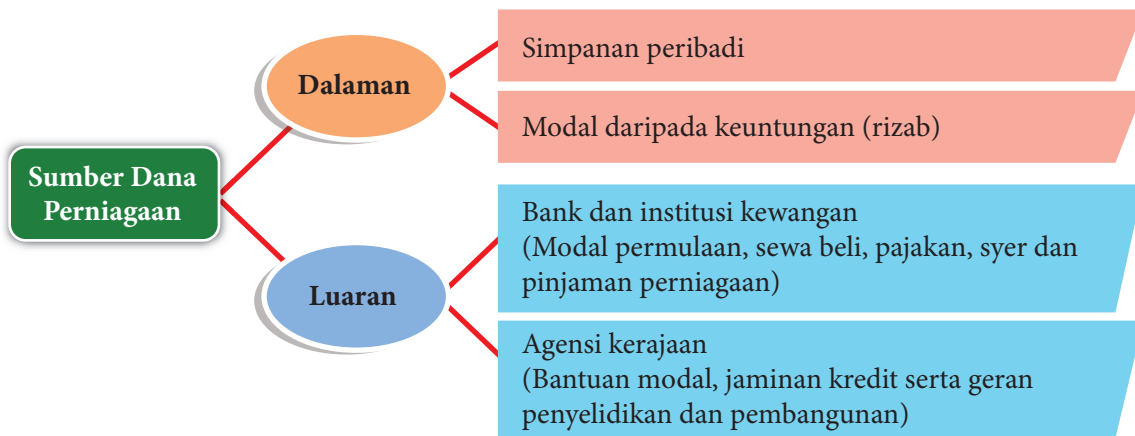 Sumber Dana
Perniagaan
Dalaman
Simpanan peribadi
Modal daripada keuntungan (rizab)
Luaran
Bank dan institusi kewangan
(Modal permulaan, sewa beli, pajakan, syer dan
pinjaman perniagaan)
Agensi kerajaan
(Bantuan modal, jaminan kredit serta geran
penyelidikan dan pembangunan)